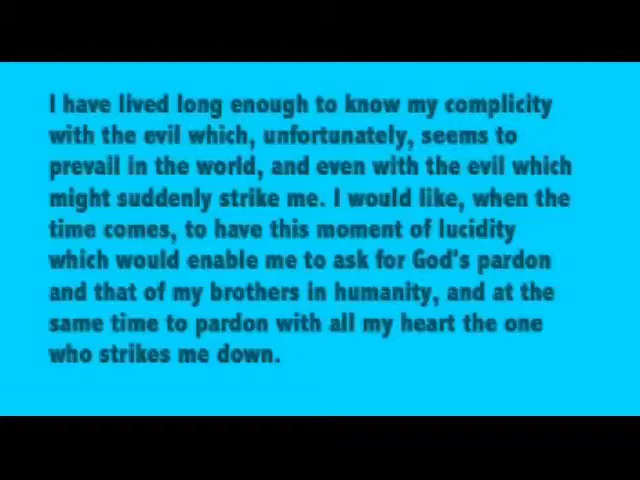 I have lived long enough to know my complicity
with the evil which, unfortunately, seems to
prevail in the world, and even with the evil which
might suddenly strike me. I would like, when the
time comes, to have this moment of lucidity
which would enable me to ask for God's pardon
and that of my brothers in humanity, and at the
same time to pardon with all my heart the one
who strikes me down.